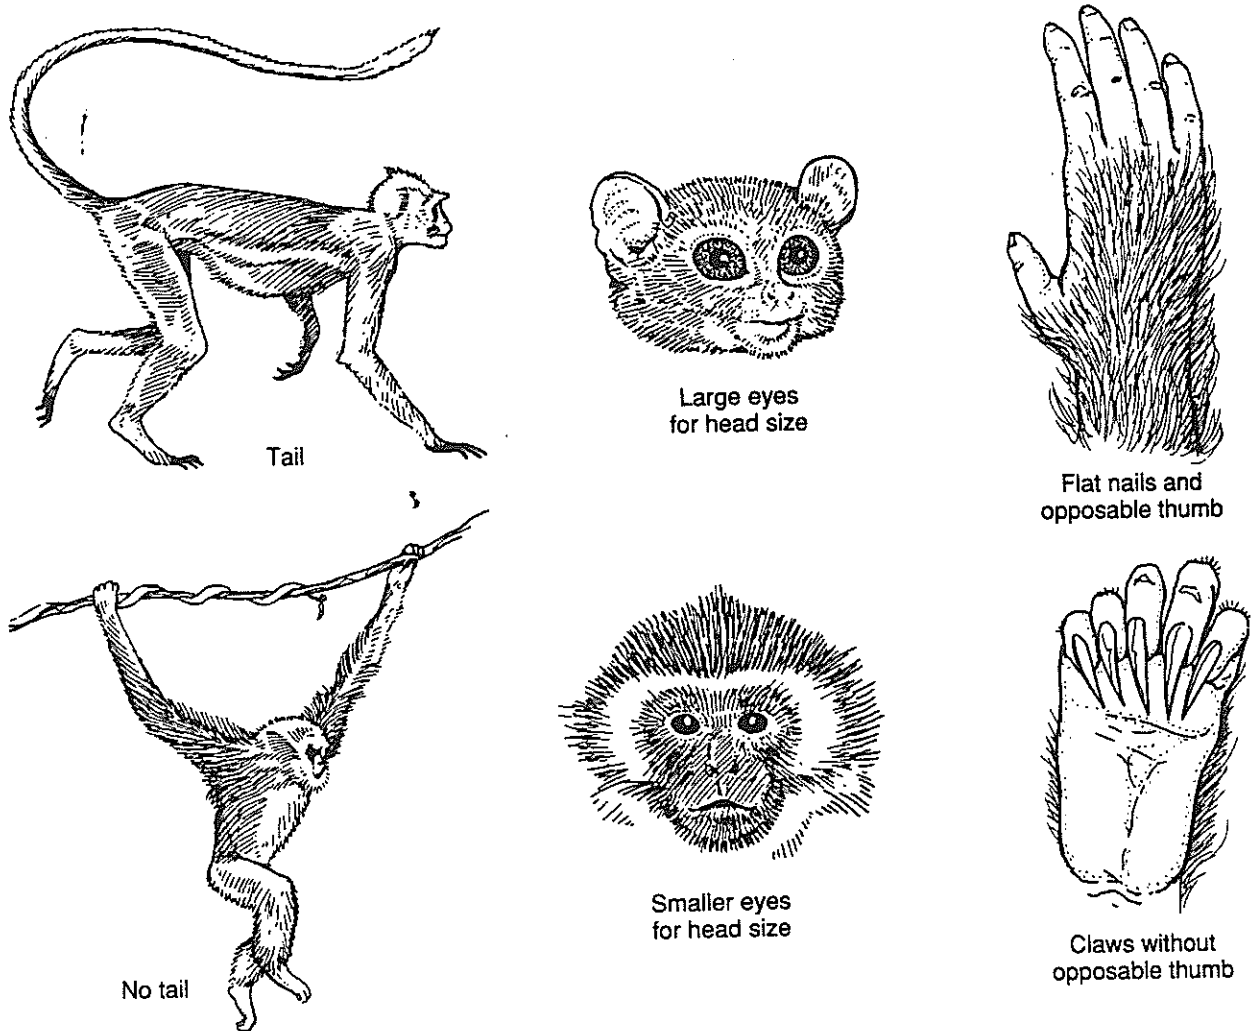 Tail
Large eyes
for head size
Flat nails and
opposable thumb
No tail
Smaller eyes
for head size
Claws without
opposable thumb